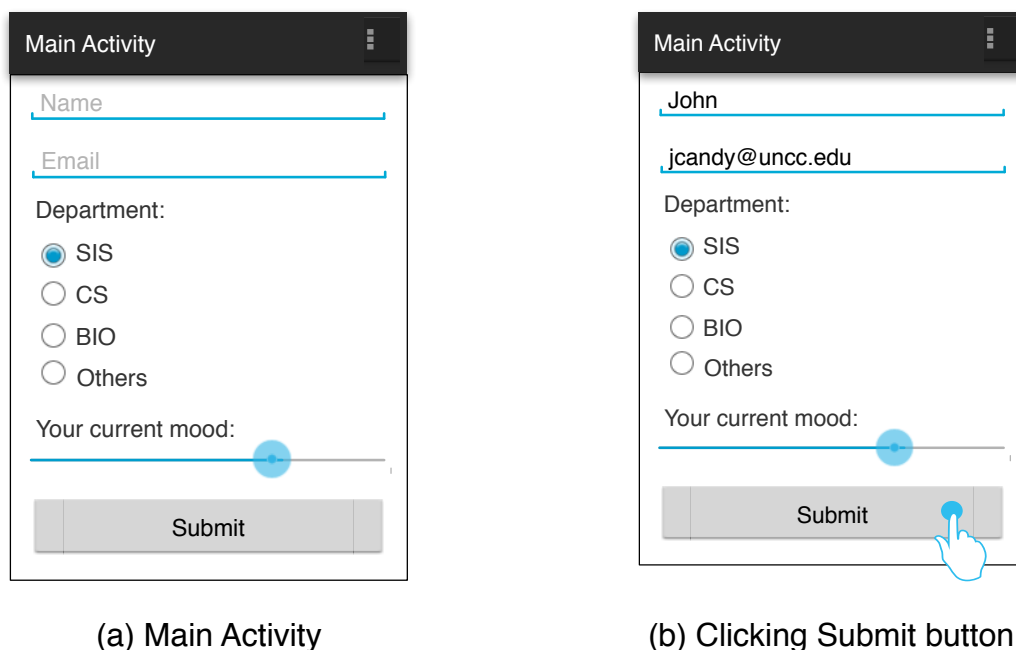 Main Activity
Name
Email
Department:
SIS
CS
BIO
Others
Your current mood:
Submit
(a) Main Activity
Main Activity
John
jcandy@uncc.edu
Department:
SIS
CS
BIO
Others
Your current mood:
Submit
(b) Clicking Submit button